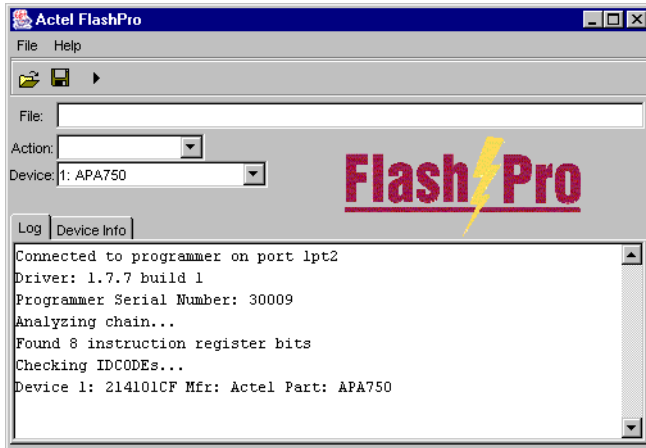 Actel FlashPro
File Help
File:
Action:
Device: 1: APA750
Flash Pro
Log Device Info
Connected to programmer on port lpt2
Driver: 1.7.7 build 1
Programmer Serial Number: 30009
Analyzing chain...
Found 8 instruction register bits
Checking IDCODEs...
Device 1: 214101CF Mfr: Actel Part: APA750